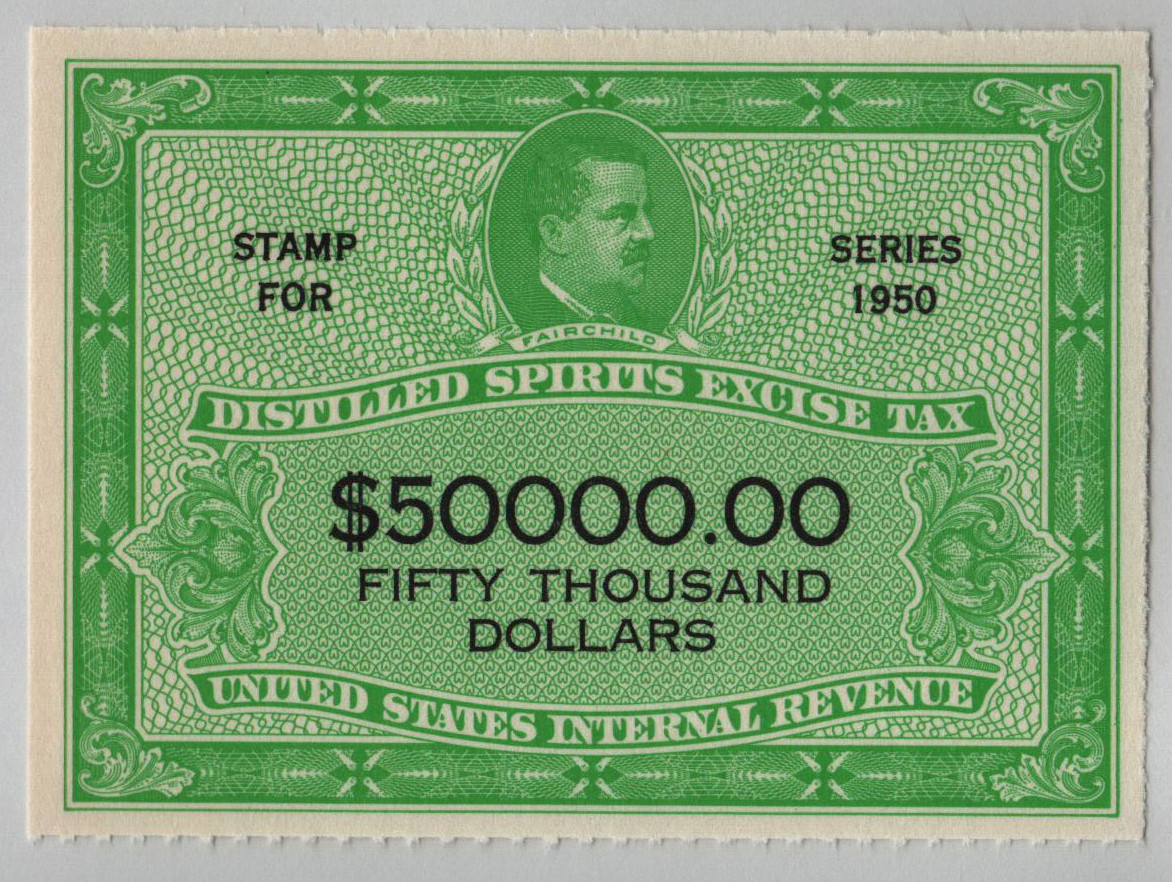 STAMP
FOR
SERIES
1950
FAIRCHILD
DISTILLED SPIRITS EXCISE TAX
$50000.00
FIFTY THOUSAND
DOLLARS
UNITED STATES INTERNAL REVENUE